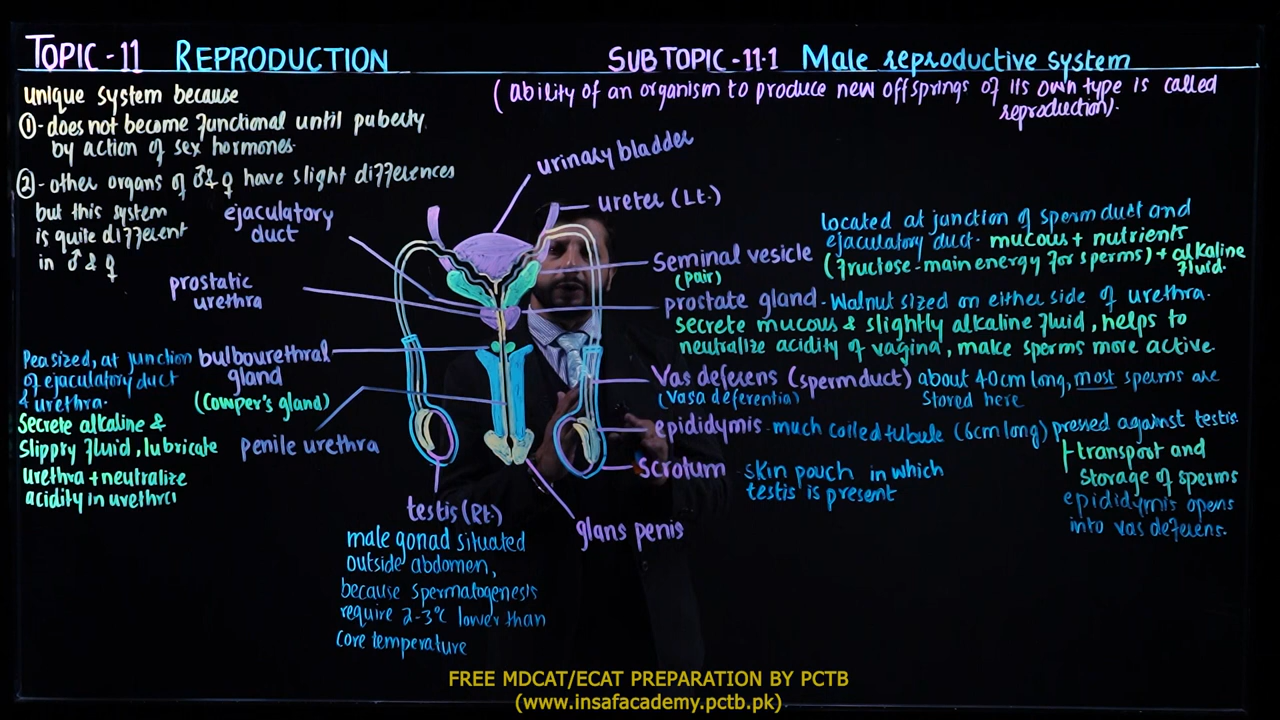 TOPIC-11 REPRODUCTION
SUBTOPIC-11.1 Male reproductive system
(ability of an organism to produce new offsprings of its own type is called
reproduction).
unique system because
①- does not become functional until puberty
by action of sex hormones.
②- other organs of ♂ & ♀ have slight differences
but this system
is quite different
in ♂ & ♀
urinary bladder
ureter (Lt.)
ejaculatory
duct
prostatic
urethra
Seminal vesicle
(pair)
Located at junction of sperm duct and
ejaculatory duct. mucous + nutrients
(fructose-main energy for sperms) + alkaline
fluid.
prostate gland - Walnut sized on either side of urethra.
Secrete mucous & slightly alkaline fluid, helps to
neutralize acidity of vagina, make sperms more active.
Pea sized, at junction
of ejaculatory duct
& urethra.
Secrete alkaline &
Slippry fluid, lubricate
urethra + neutralize
acidity in urethra
bulbourethral
gland
(Cowper's gland)
penile urethra
Vas deferens (sperm duct) about 40cm long, most sperms are
(Vasa deferentia) Stored here
epididymis - much coiled tubule (6cm long) pressed against testis.
transport and
Storage of sperms
epididymis opens
into vas deferens.
Scrotum - skin pouch in which
testis is present
testis (Rt.)
glans penis
male gonad situated
outside abdomen,
because spermatogenesis
require 2-3°C lower than
core temperature
FREE MDCAT/ECAT PREPARATION BY PCTB
(www.insafacademy.pctb.pk)